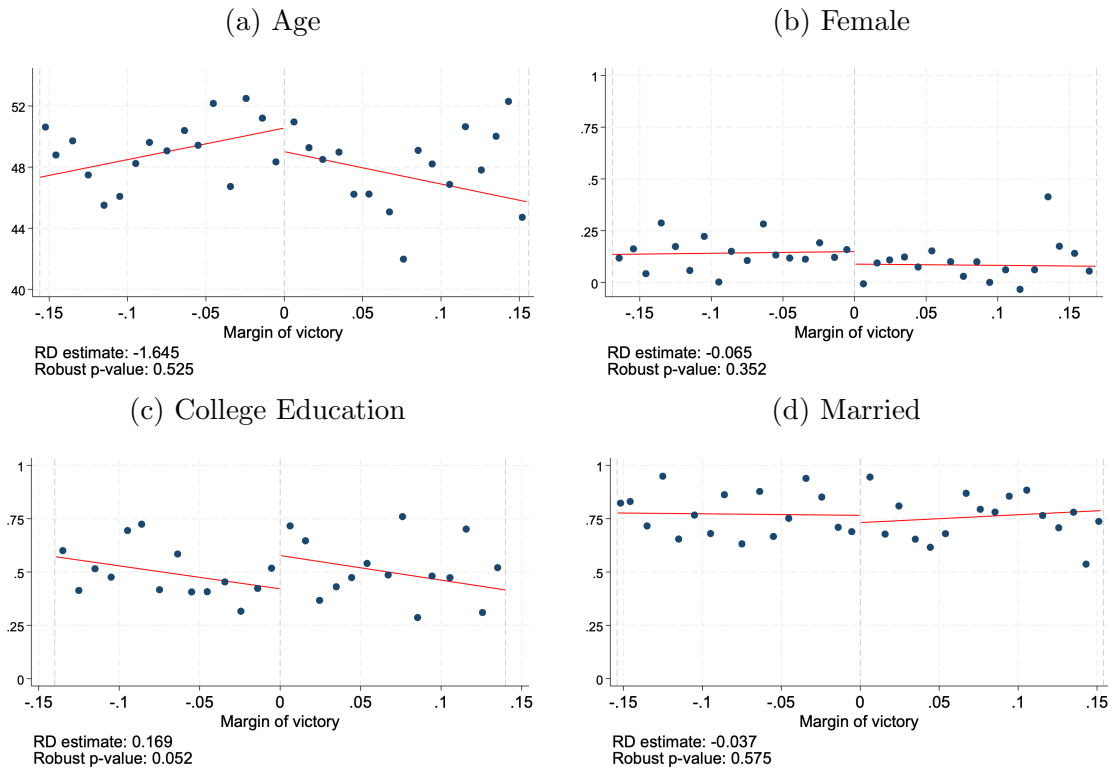 (a) Age
52
48
44
40
-.15 -.1 -.05 0 .05 .1 .15
Margin of victory
RD estimate: -1.645
Robust p-value: 0.525
(b) Female
1
.75
.5
.25
0
-.15 -.1 -.05 0 .05 .1 .15
Margin of victory
RD estimate: -0.065
Robust p-value: 0.352
(c) College Education
1
.75
.5
.25
0
-.15 -.1 -.05 0 .05 .1 .15
Margin of victory
RD estimate: 0.169
Robust p-value: 0.052
(d) Married
1
.75
.5
.25
0
-.15 -.1 -.05 0 .05 .1 .15
Margin of victory
RD estimate: -0.037
Robust p-value: 0.575